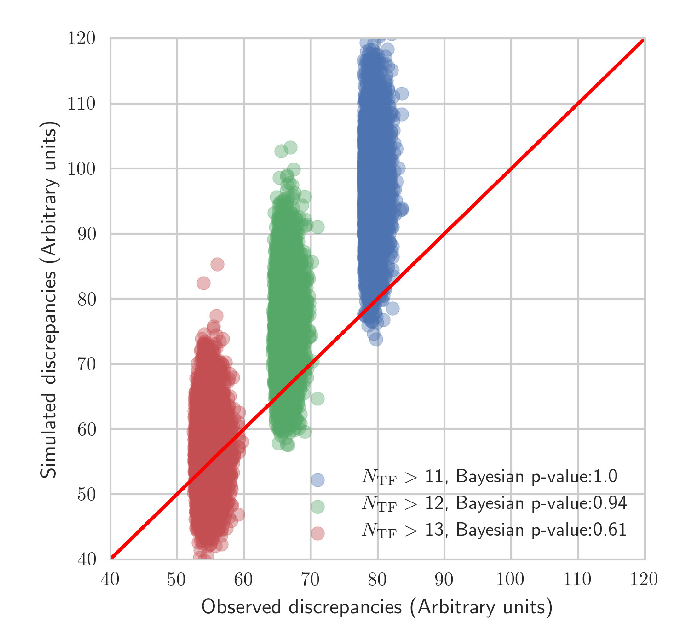 120
110
100
90
80
70
60
50
40
Simulated discrepancies (Arbitrary units)
N_TF > 11, Bayesian p-value:1.0
N_TF > 12, Bayesian p-value:0.94
N_TF > 13, Bayesian p-value:0.61
40 50 60 70 80 90 100 110 120
Observed discrepancies (Arbitrary units)